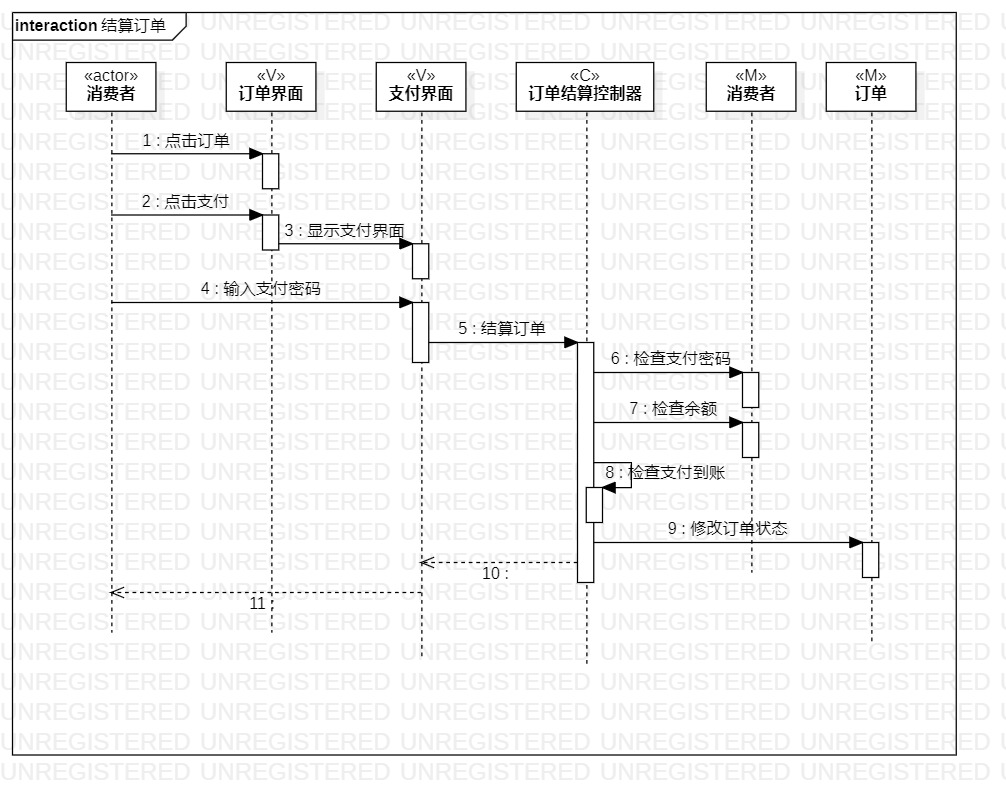 interaction 结算订单
«actor»
消费者
«V»
订单界面
«V»
支付界面
«C»
订单结算控制器
«M»
消费者
«M»
订单
1 : 点击订单
2 : 点击支付
3 : 显示支付界面
4 : 输入支付密码
5 : 结算订单
6 : 检查支付密码
7 : 检查余额
8 : 检查支付到账
9 : 修改订单状态
10 :
11 :
UNREGISTERED UNREGISTERED UNREGISTERED UNREGISTERED UNREGISTERED